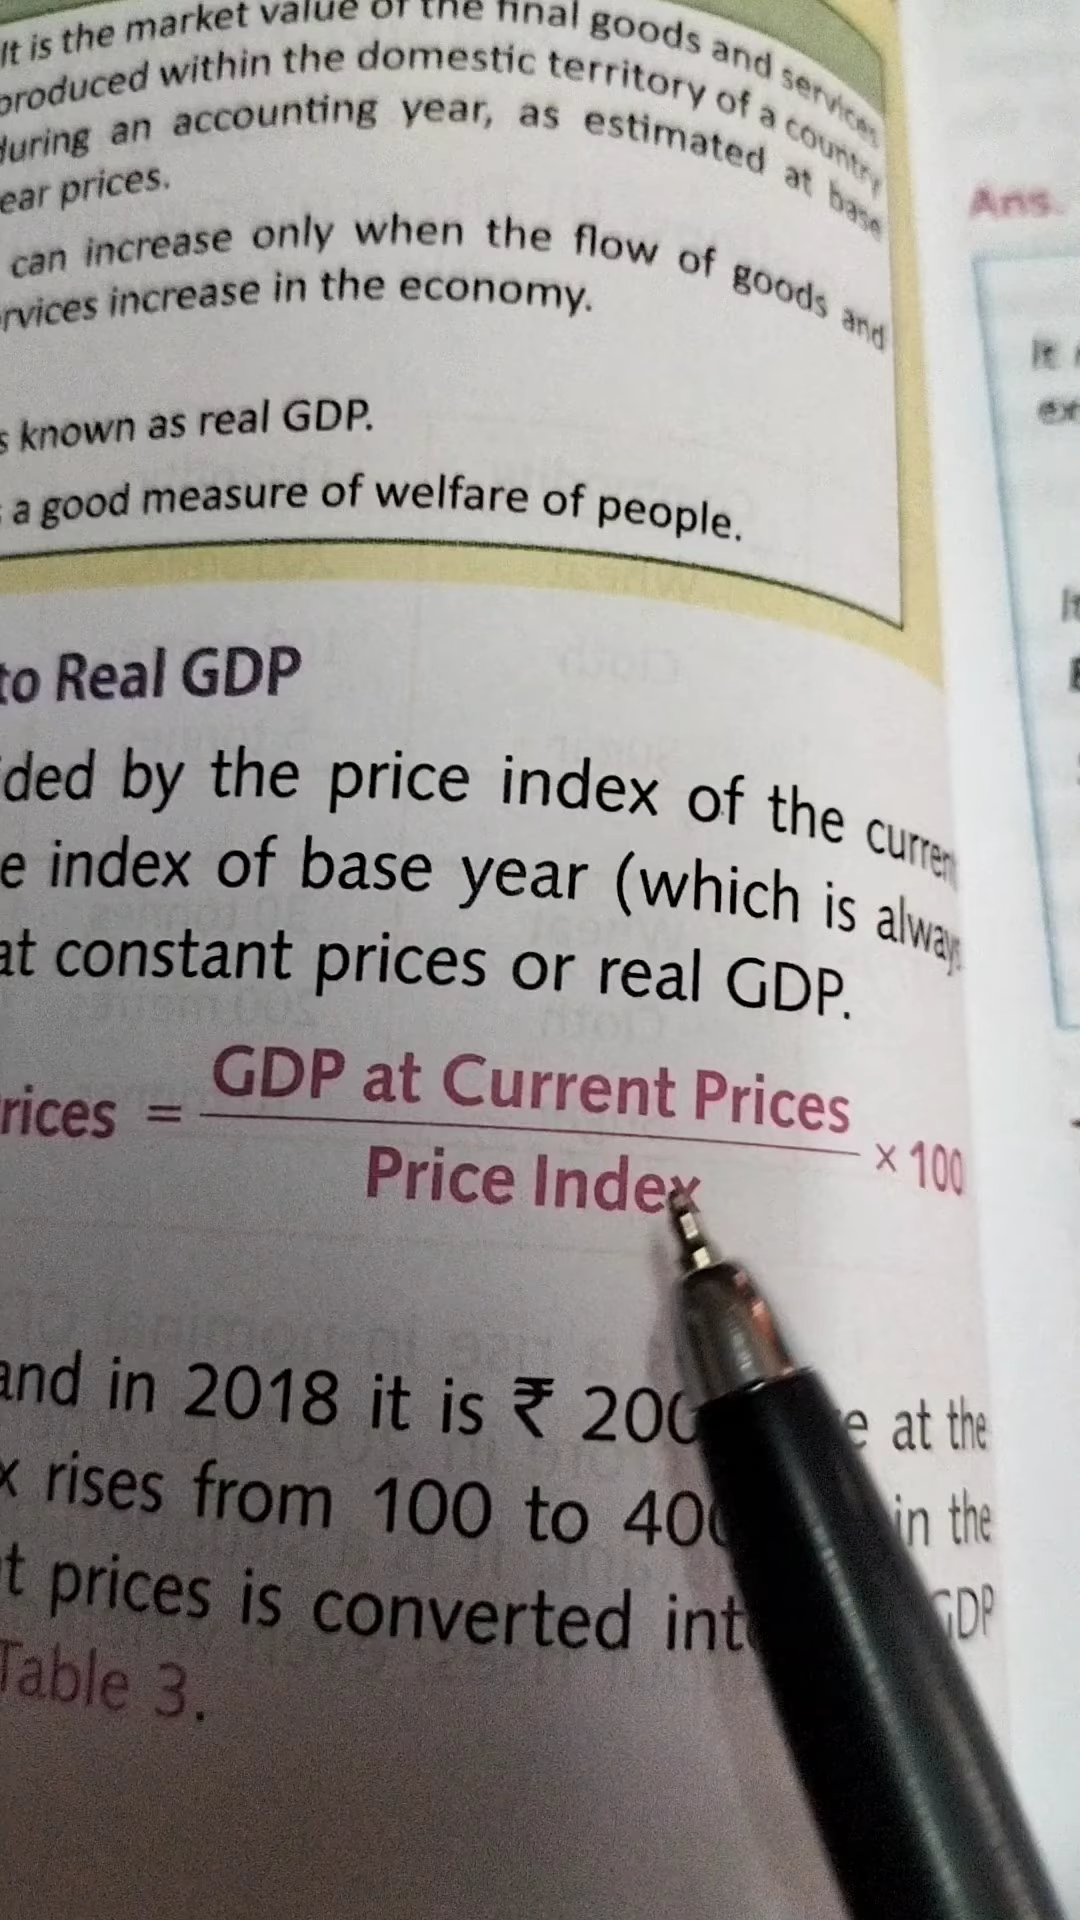 It is the market value of the final goods and services
produced within the domestic territory of a country
during an accounting year, as estimated at base
ear prices.
can increase only when the flow of goods and
rvices increase in the economy.
s known as real GDP.
a good measure of welfare of people.
Ans.
It
to Real GDP
ded by the price index of the current
e index of base year (which is always
at constant prices or real GDP.
rices = GDP at Current Prices
Price Index × 100
and in 2018 it is ₹ 200 e at the
x rises from 100 to 400 in the
t prices is converted int GDP
Table 3.